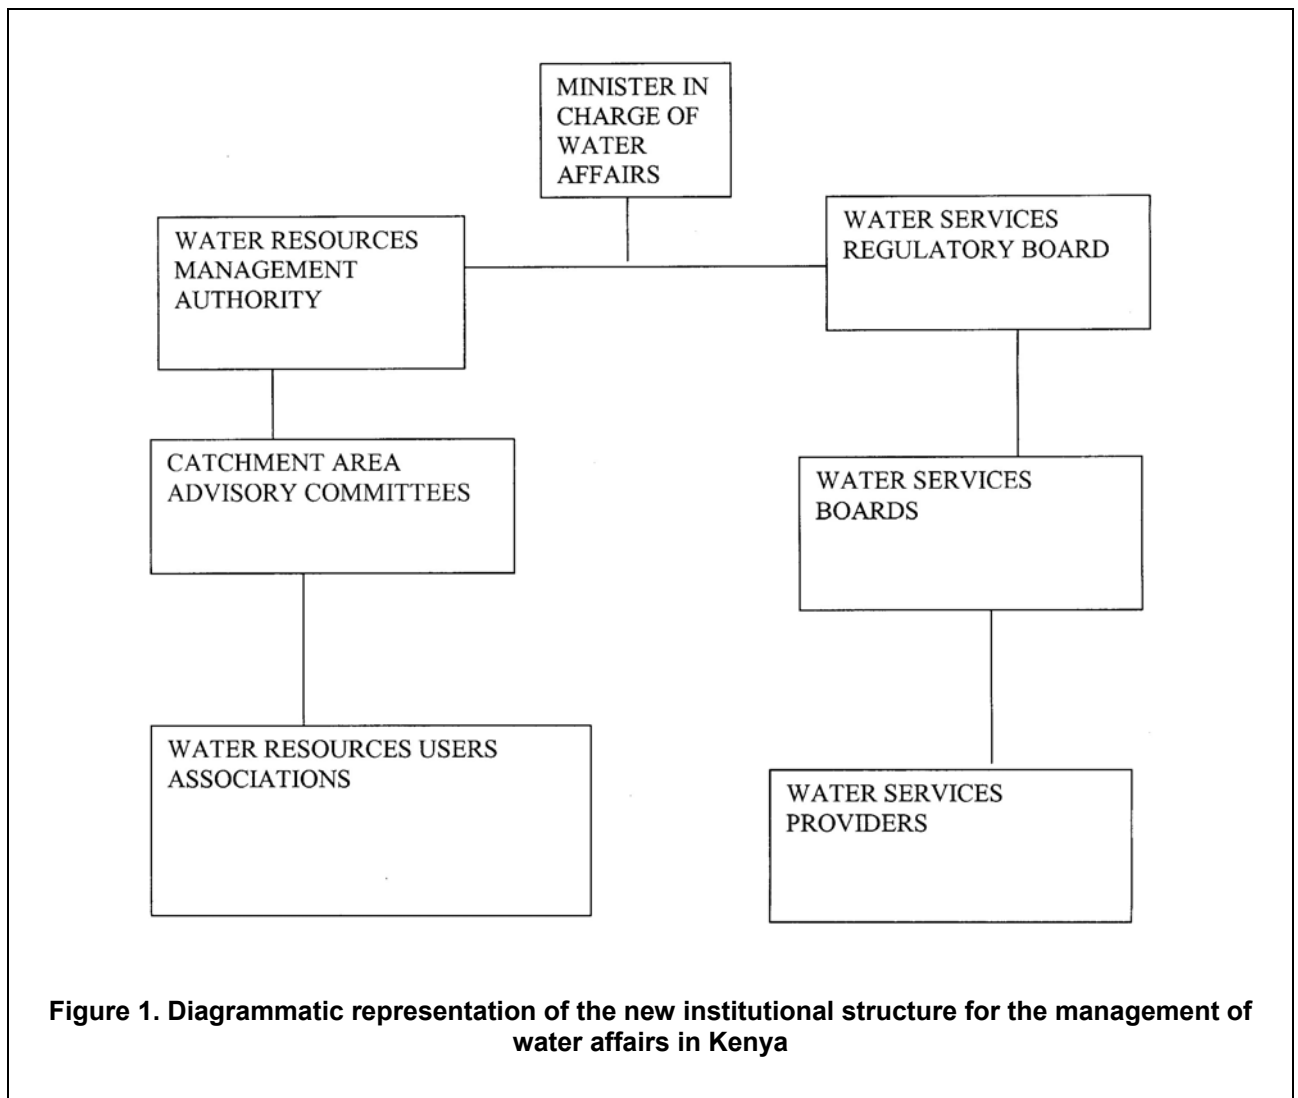 MINISTER IN
CHARGE OF
WATER
AFFAIRS
WATER RESOURCES
MANAGEMENT
AUTHORITY
WATER SERVICES
REGULATORY BOARD
CATCHMENT AREA
ADVISORY COMMITTEES
WATER SERVICES
BOARDS
WATER RESOURCES USERS
ASSOCIATIONS
WATER SERVICES
PROVIDERS
Figure 1. Diagrammatic representation of the new institutional structure for the management of
water affairs in Kenya